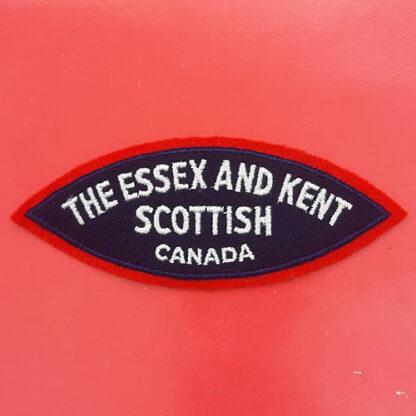 THE ESSEX AND KENT
SCOTTISH
CANADA